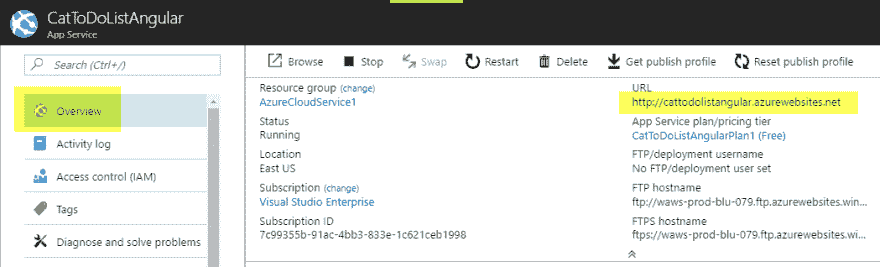 CatToDoListAngular
App Service
Search (Ctrl+/)
Overview
Activity log
Access control (IAM)
Tags
Diagnose and solve problems
Browse Stop Swap Restart Delete Get publish profile Reset publish profile
Resource group (change)
AzureCloudService1
Status
Running
Location
East US
Subscription (change)
Visual Studio Enterprise
Subscription ID
7c99355b-91ac-4bb3-833e-1c621ceb1998
URL
http://cattodolistangular.azurewebsites.net
App Service plan/pricing tier
CatToDoListAngularPlan1 (Free)
FTP/deployment username
No FTP/deployment user set
FTP hostname
ftp://waws-prod-blu-079.ftp.azurewebsites.win...
FTPS hostname
ftps://waws-prod-blu-079.ftp.azurewebsites.wi...